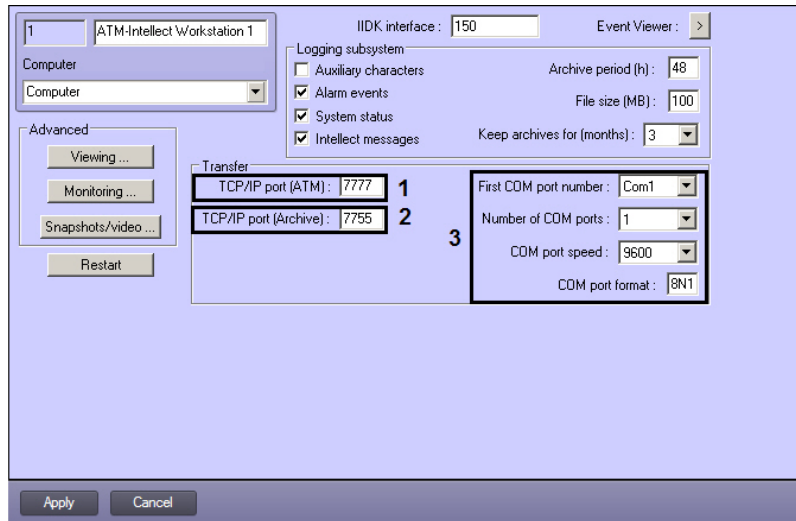 1 ATM-Intellect Workstation 1
Computer
Computer
IIDK interface : 150
Event Viewer : >
Logging subsystem
Auxiliary characters
Alarm events
System status
Intellect messages
Archive period (h) : 48
File size (MB) : 100
Keep archives for (months) : 3
Advanced
Viewing ...
Monitoring ...
Snapshots/video ...
Restart
Transfer
TCP/IP port (ATM) : 7777 1
TCP/IP port (Archive) : 7755 2
3
First COM port number : Com1
Number of COM ports : 1
COM port speed : 9600
COM port format : 8N1
Apply Cancel